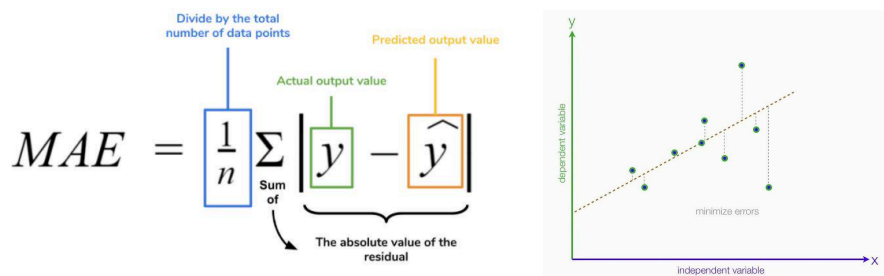 Divide by the total
number of data points
Predicted output value
Actual output value
MAE = 1/n Σ |y − ŷ|
Sum
of
The absolute value of the
residual
y
dependent variable
minimize errors
x
independent variable